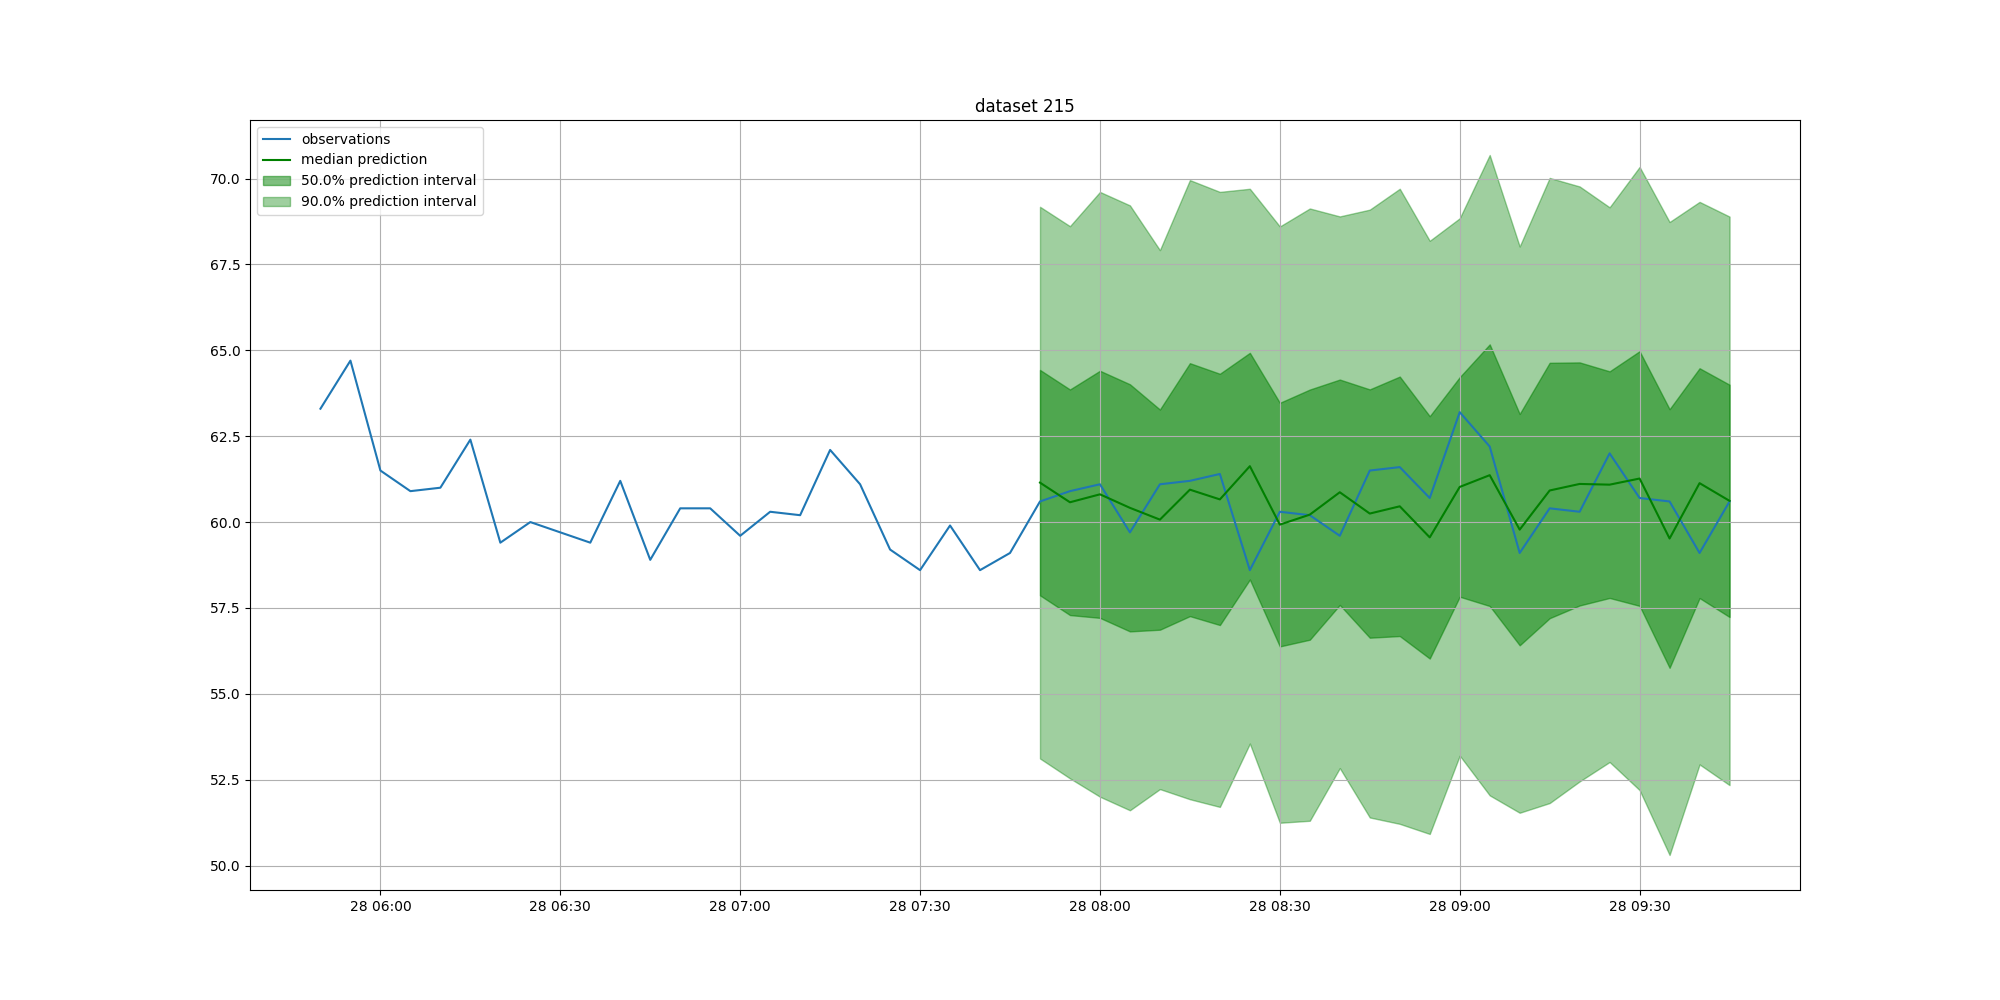 dataset 215
observations
median prediction
50.0% prediction interval
90.0% prediction interval
70.0
67.5
65.0
62.5
60.0
57.5
55.0
52.5
50.0
28 06:00 28 06:30 28 07:00 28 07:30 28 08:00 28 08:30 28 09:00 28 09:30